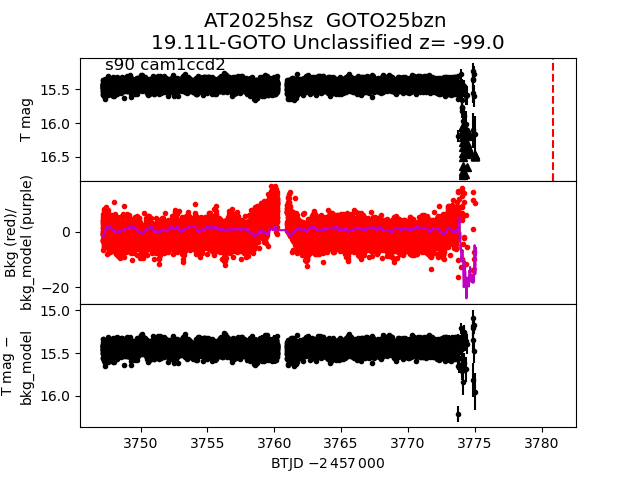 AT2025hsz  GOTO25bzn
19.11L-GOTO Unclassified z= -99.0
s90 cam1ccd2
T mag
15.5
16.0
16.5
Bkg (red)/
bkg_model (purple)
0
−20
T mag −
bkg_model
15.0
15.5
16.0
3750 3755 3760 3765 3770 3775 3780
BTJD −2 457 000